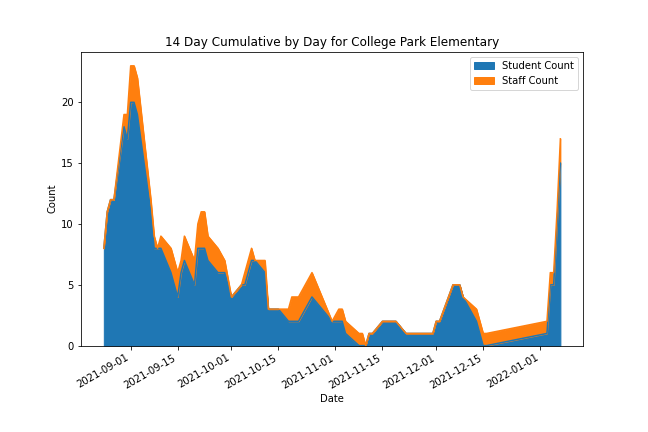 14 Day Cumulative by Day for College Park Elementary
Student Count
Staff Count
Count
20
15
10
5
0
2021-09-01
2021-09-15
2021-10-01
2021-10-15
2021-11-01
2021-11-15
2021-12-01
2021-12-15
2022-01-01
Date